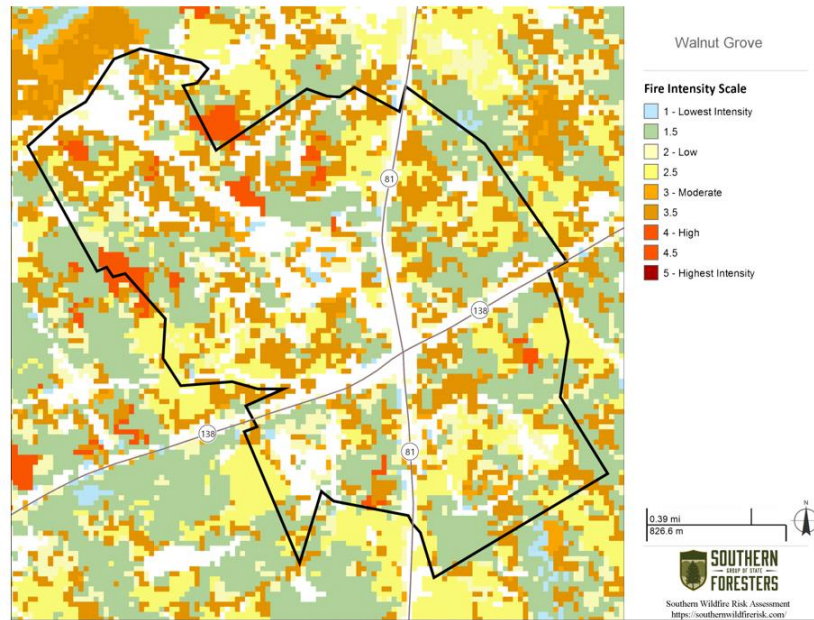 Walnut Grove
Fire Intensity Scale
1 - Lowest Intensity
1.5
2 - Low
2.5
3 - Moderate
3.5
4 - High
4.5
5 - Highest Intensity
81
138
138
81
0.39 mi
826.6 m
N
SOUTHERN
GROUP OF STATE
FORESTERS
Southern Wildfire Risk Assessment
https://southernwildfirerisk.com/